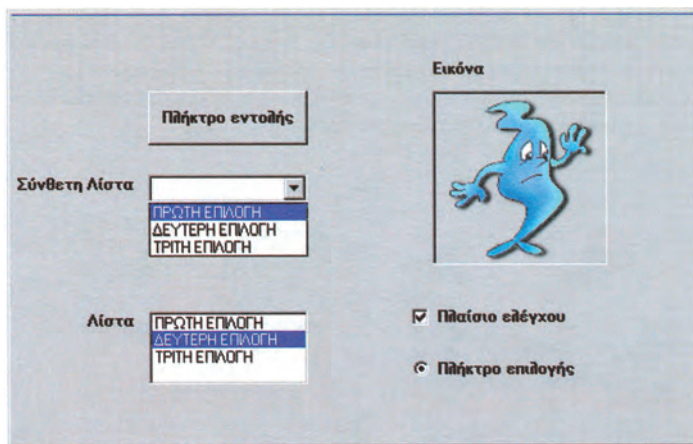 Εικόνα
Πλήκτρο εντολής
Σύνθετη Λίστα
ΠΡΩΤΗ ΕΠΙΛΟΓΗ
ΔΕΥΤΕΡΗ ΕΠΙΛΟΓΗ
ΤΡΙΤΗ ΕΠΙΛΟΓΗ
Λίστα
ΠΡΩΤΗ ΕΠΙΛΟΓΗ
ΔΕΥΤΕΡΗ ΕΠΙΛΟΓΗ
ΤΡΙΤΗ ΕΠΙΛΟΓΗ
Πλαίσιο ελέγχου
Πλήκτρο επιλογής